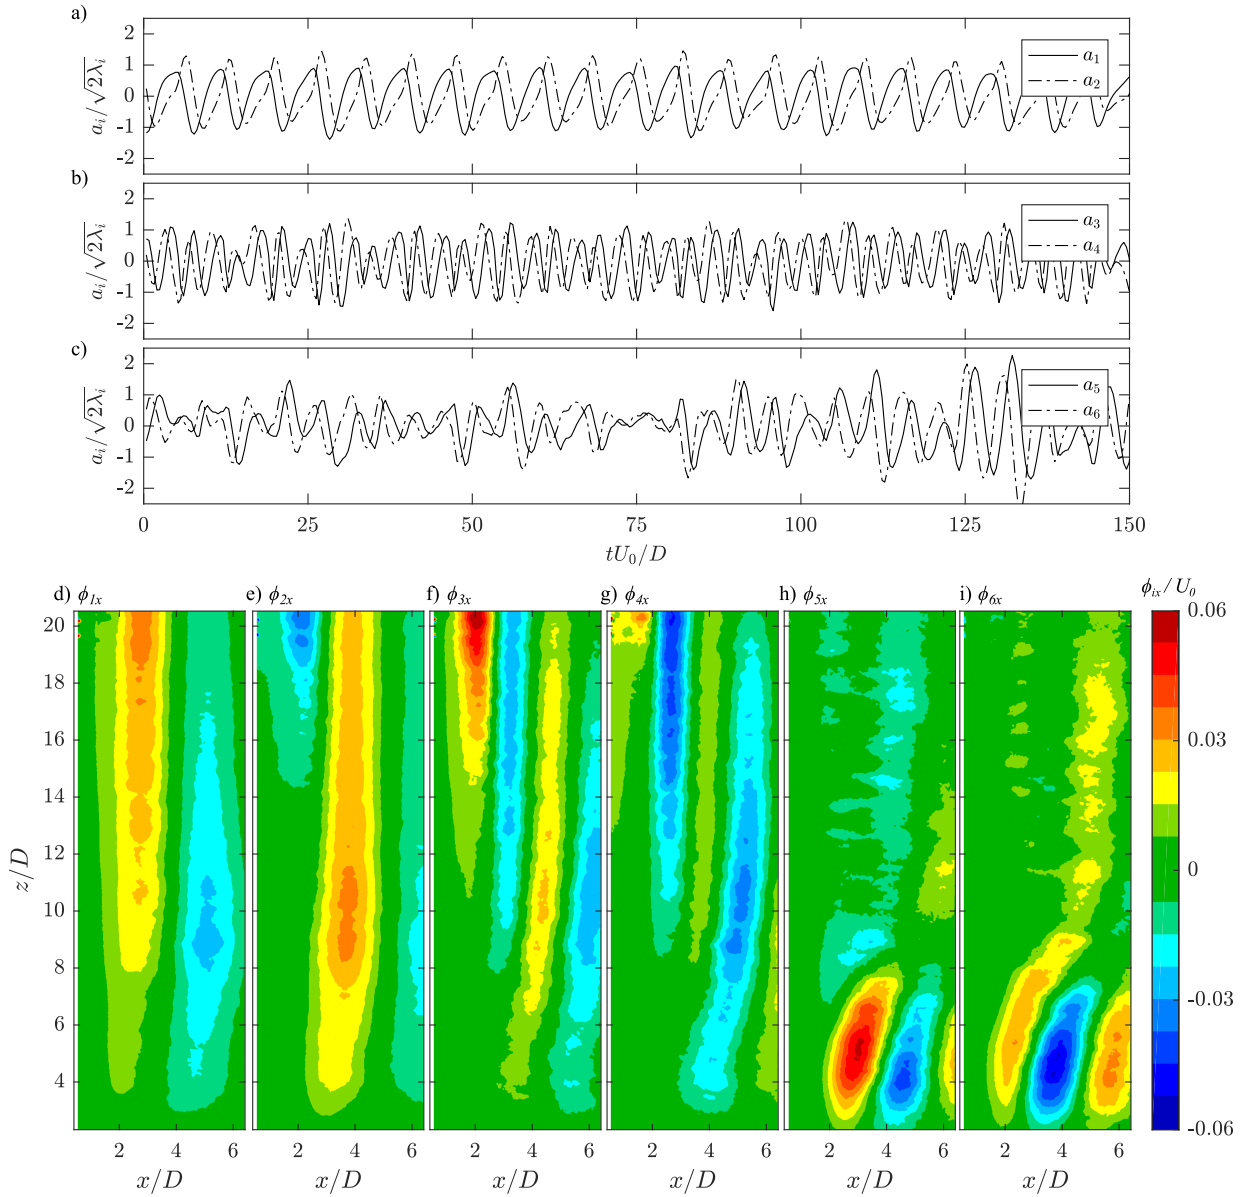 a)
2
1
0
-1
-2
a_i/√2λ_i
a_1
a_2
b)
2
1
0
-1
-2
a_i/√2λ_i
a_3
a_4
c)
2
1
0
-1
-2
a_i/√2λ_i
a_5
a_6
0 25 50 75 100 125 150
tU_0/D
d) ϕ_1x e) ϕ_2x f) ϕ_3x g) ϕ_4x h) ϕ_5x i) ϕ_6x ϕ_ix/U_0
20
18
16
14
12
10
8
6
4
z/D
0.06
0.03
0
-0.03
-0.06
2 4 6 2 4 6 2 4 6 2 4 6 2 4 6 2 4 6
x/D x/D x/D x/D x/D x/D